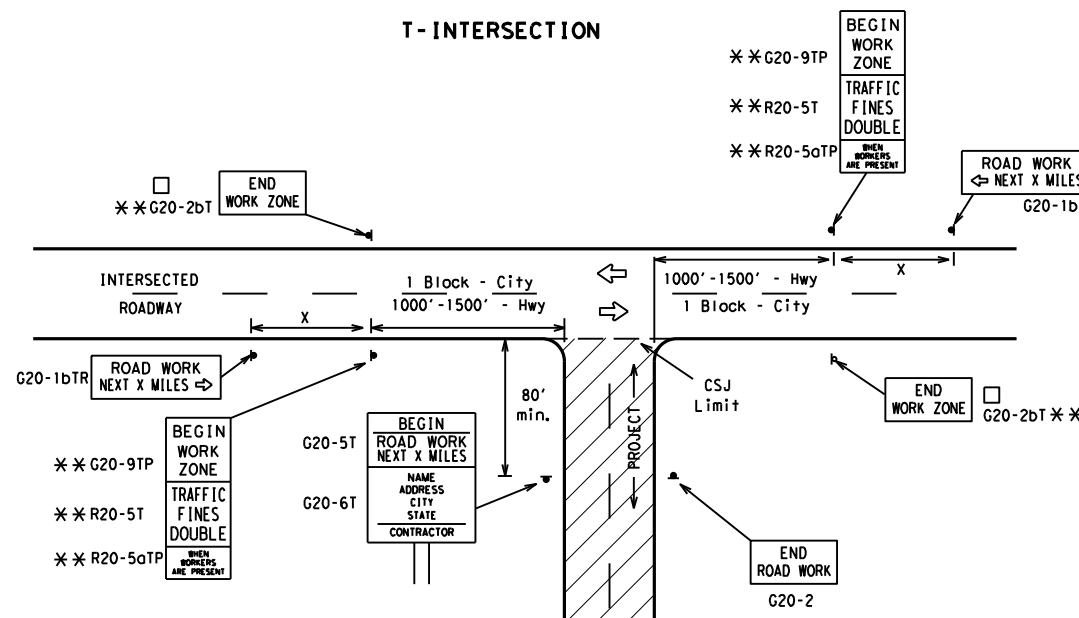 T-INTERSECTION
BEGIN
WORK
ZONE
TRAFFIC
FINES
DOUBLE
WHEN
WORKERS
ARE PRESENT
**G20-9TP
**R20-5T
**R20-5aTP
ROAD WORK
⇦ NEXT X MILES
G20-1b
□
**G20-2bT
END
WORK ZONE
INTERSECTED
ROADWAY
1 Block - City
1000'-1500' - Hwy
1000'-1500' - Hwy
1 Block - City
X
X
G20-1bTR
ROAD WORK
NEXT X MILES ⇨
80'
min.
CSJ
Limit
PROJECT
END
WORK ZONE
□
G20-2bT **
BEGIN
WORK
ZONE
TRAFFIC
FINES
DOUBLE
WHEN
WORKERS
ARE PRESENT
**G20-9TP
**R20-5T
**R20-5aTP
G20-5T
BEGIN
ROAD WORK
NEXT X MILES
G20-6T
NAME
ADDRESS
CITY
STATE
CONTRACTOR
END
ROAD WORK
G20-2